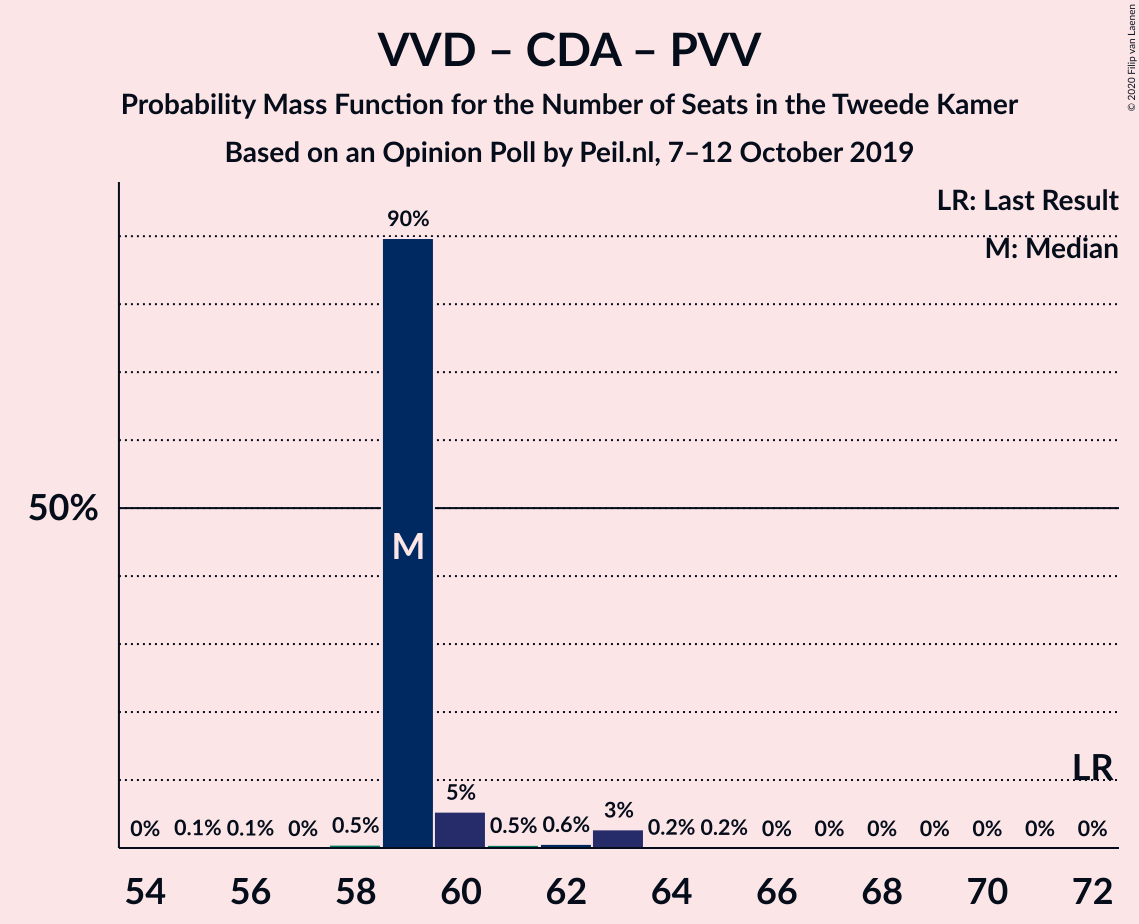 VVD – CDA – PVV
Probability Mass Function for the Number of Seats in the Tweede Kamer
Based on an Opinion Poll by Peil.nl, 7–12 October 2019
© 2020 Filip van Laenen
LR: Last Result
M: Median
90%
50%
M
LR
0% 0.1% 0.1% 0% 0.5% 5% 0.5% 0.6% 3% 0.2% 0.2% 0% 0% 0% 0% 0% 0% 0%
54 56 58 60 62 64 66 68 70 72